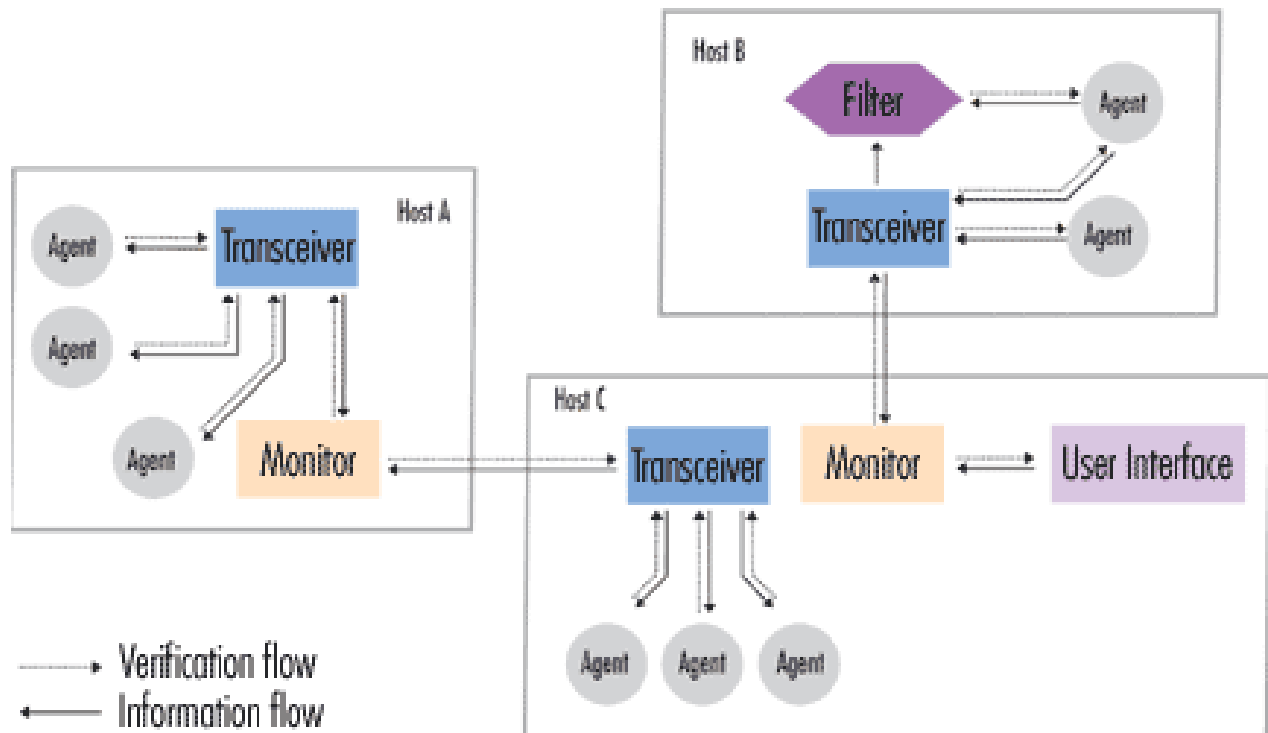 Host B
Filter
Agent
Transceiver
Agent
Host A
Agent
Transceiver
Agent
Agent
Monitor
Host C
Transceiver
Monitor
User Interface
Agent
Agent
Agent
Verification flow
Information flow